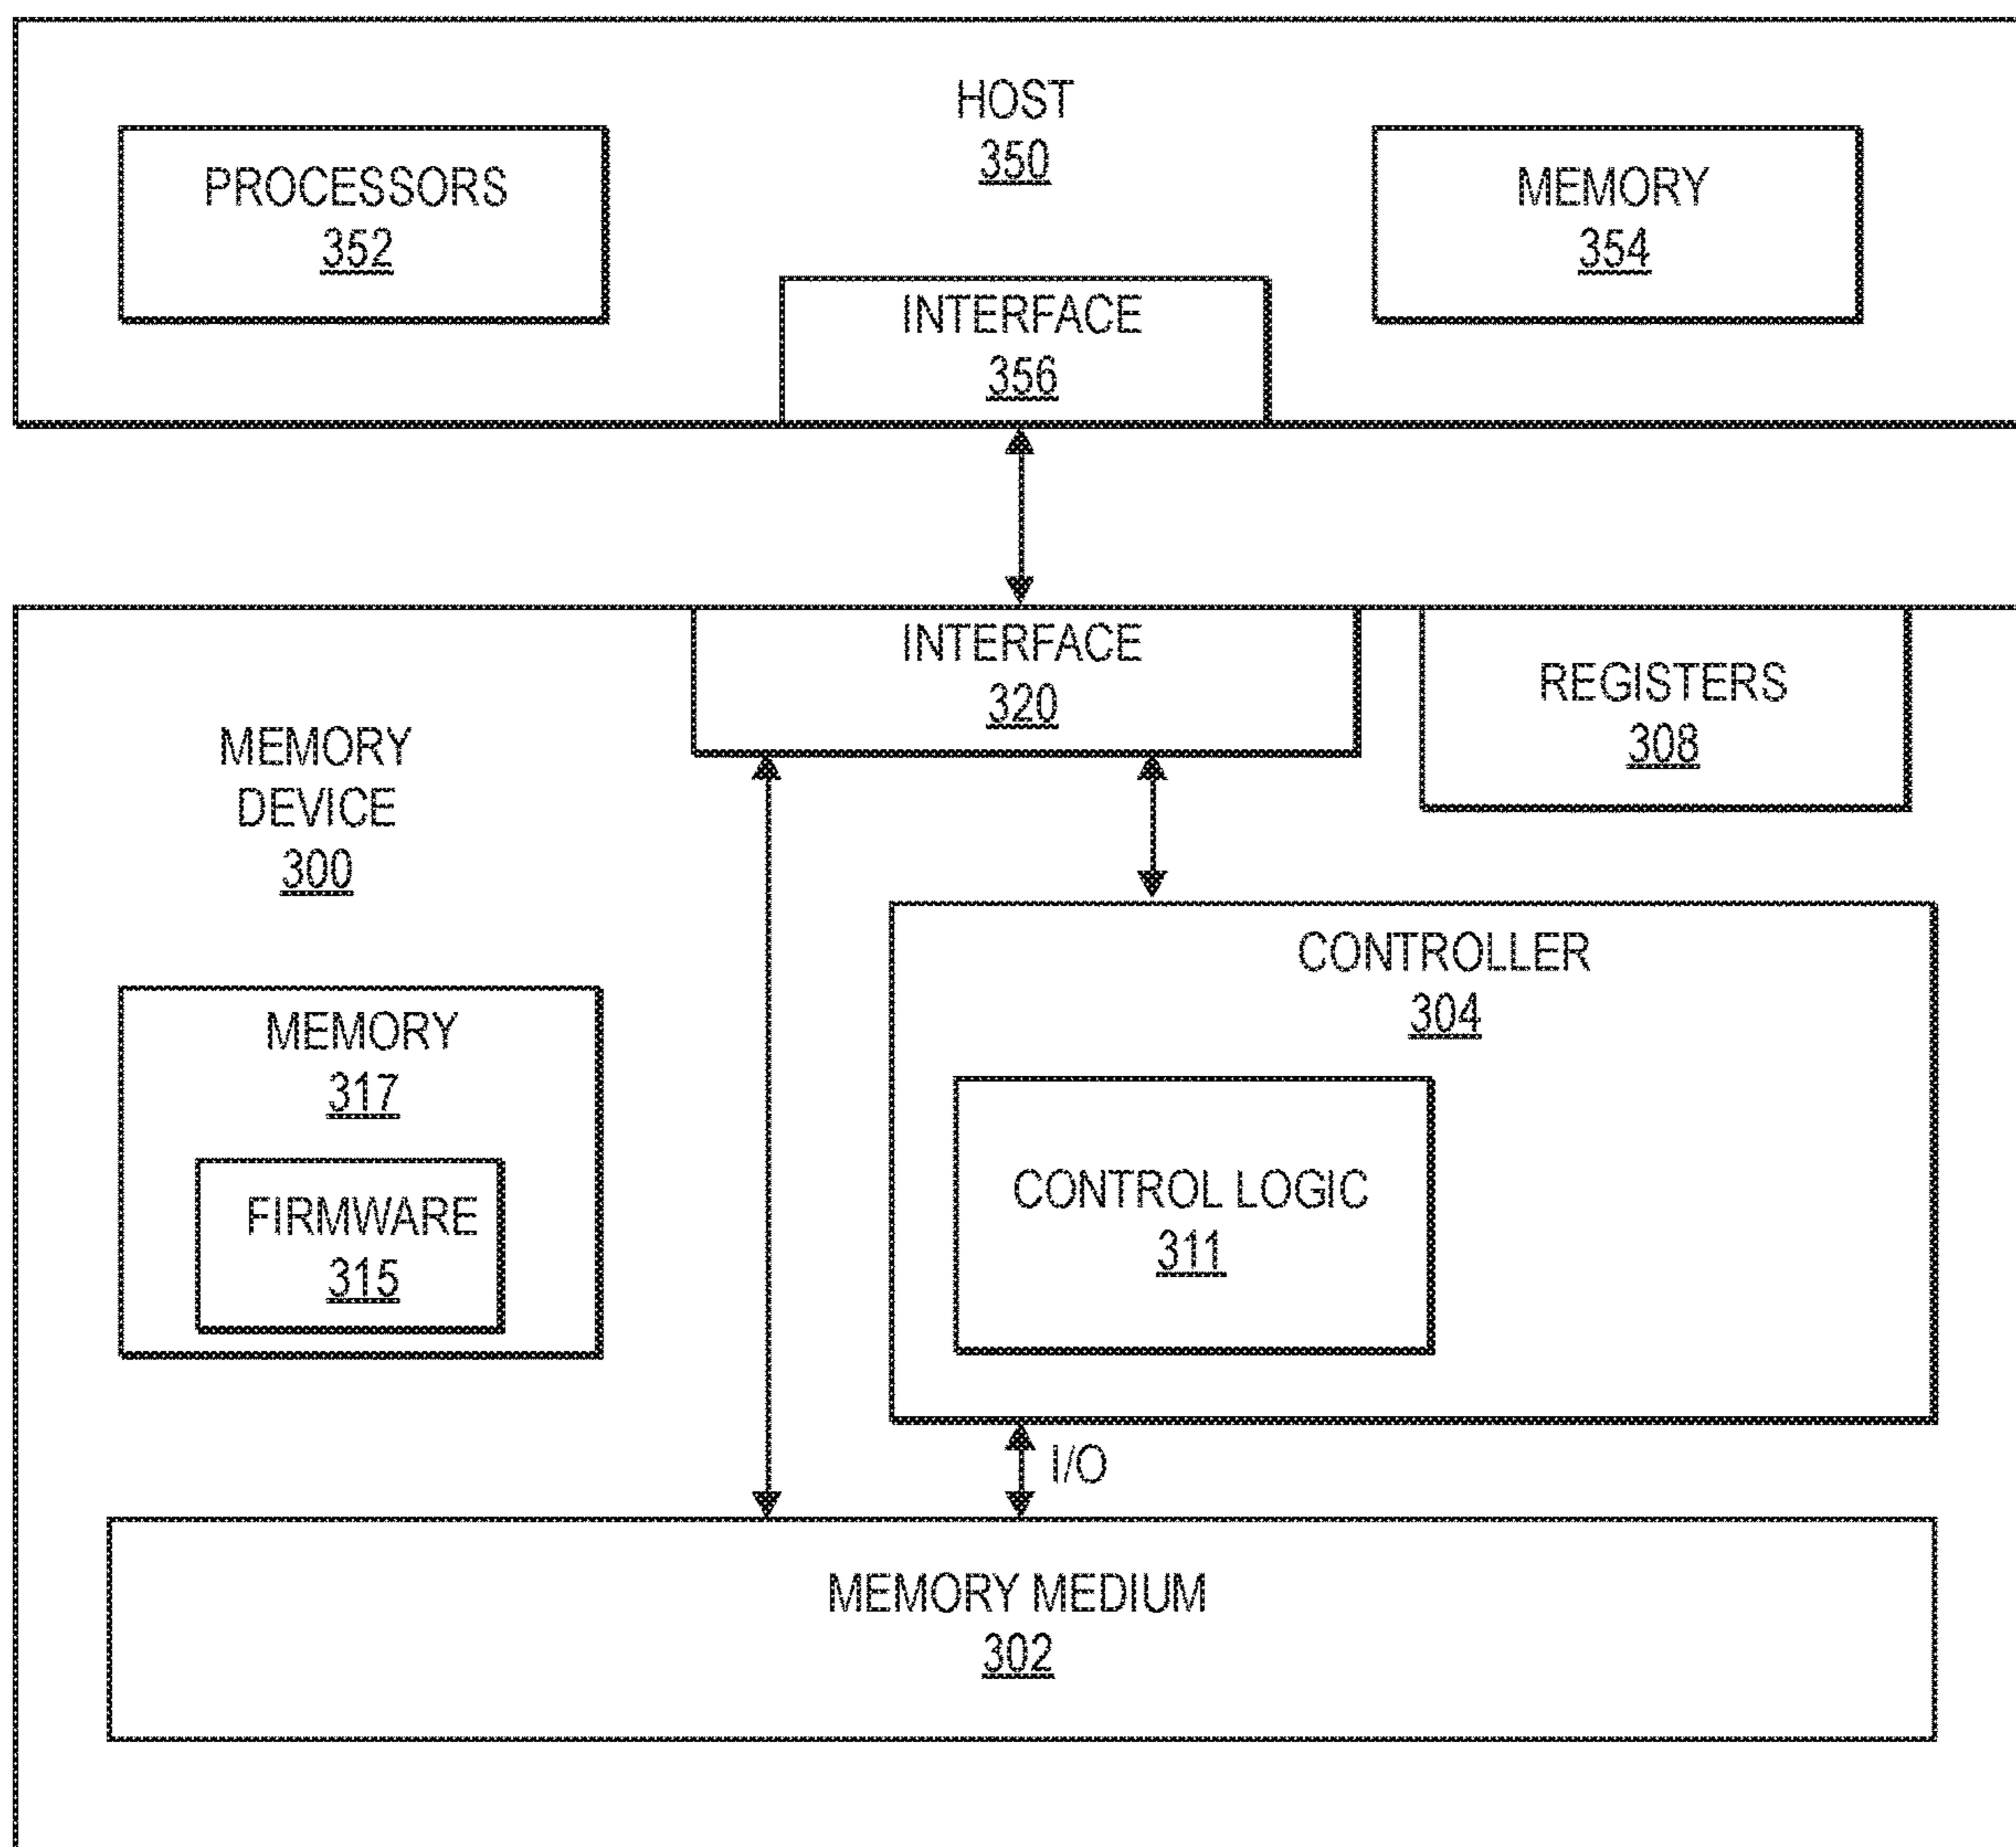 HOST
350
PROCESSORS
352
MEMORY
354
INTERFACE
356
INTERFACE
320
REGISTERS
308
MEMORY
DEVICE
300
CONTROLLER
304
MEMORY
317
FIRMWARE
315
CONTROL LOGIC
311
I/O
MEMORY MEDIUM
302